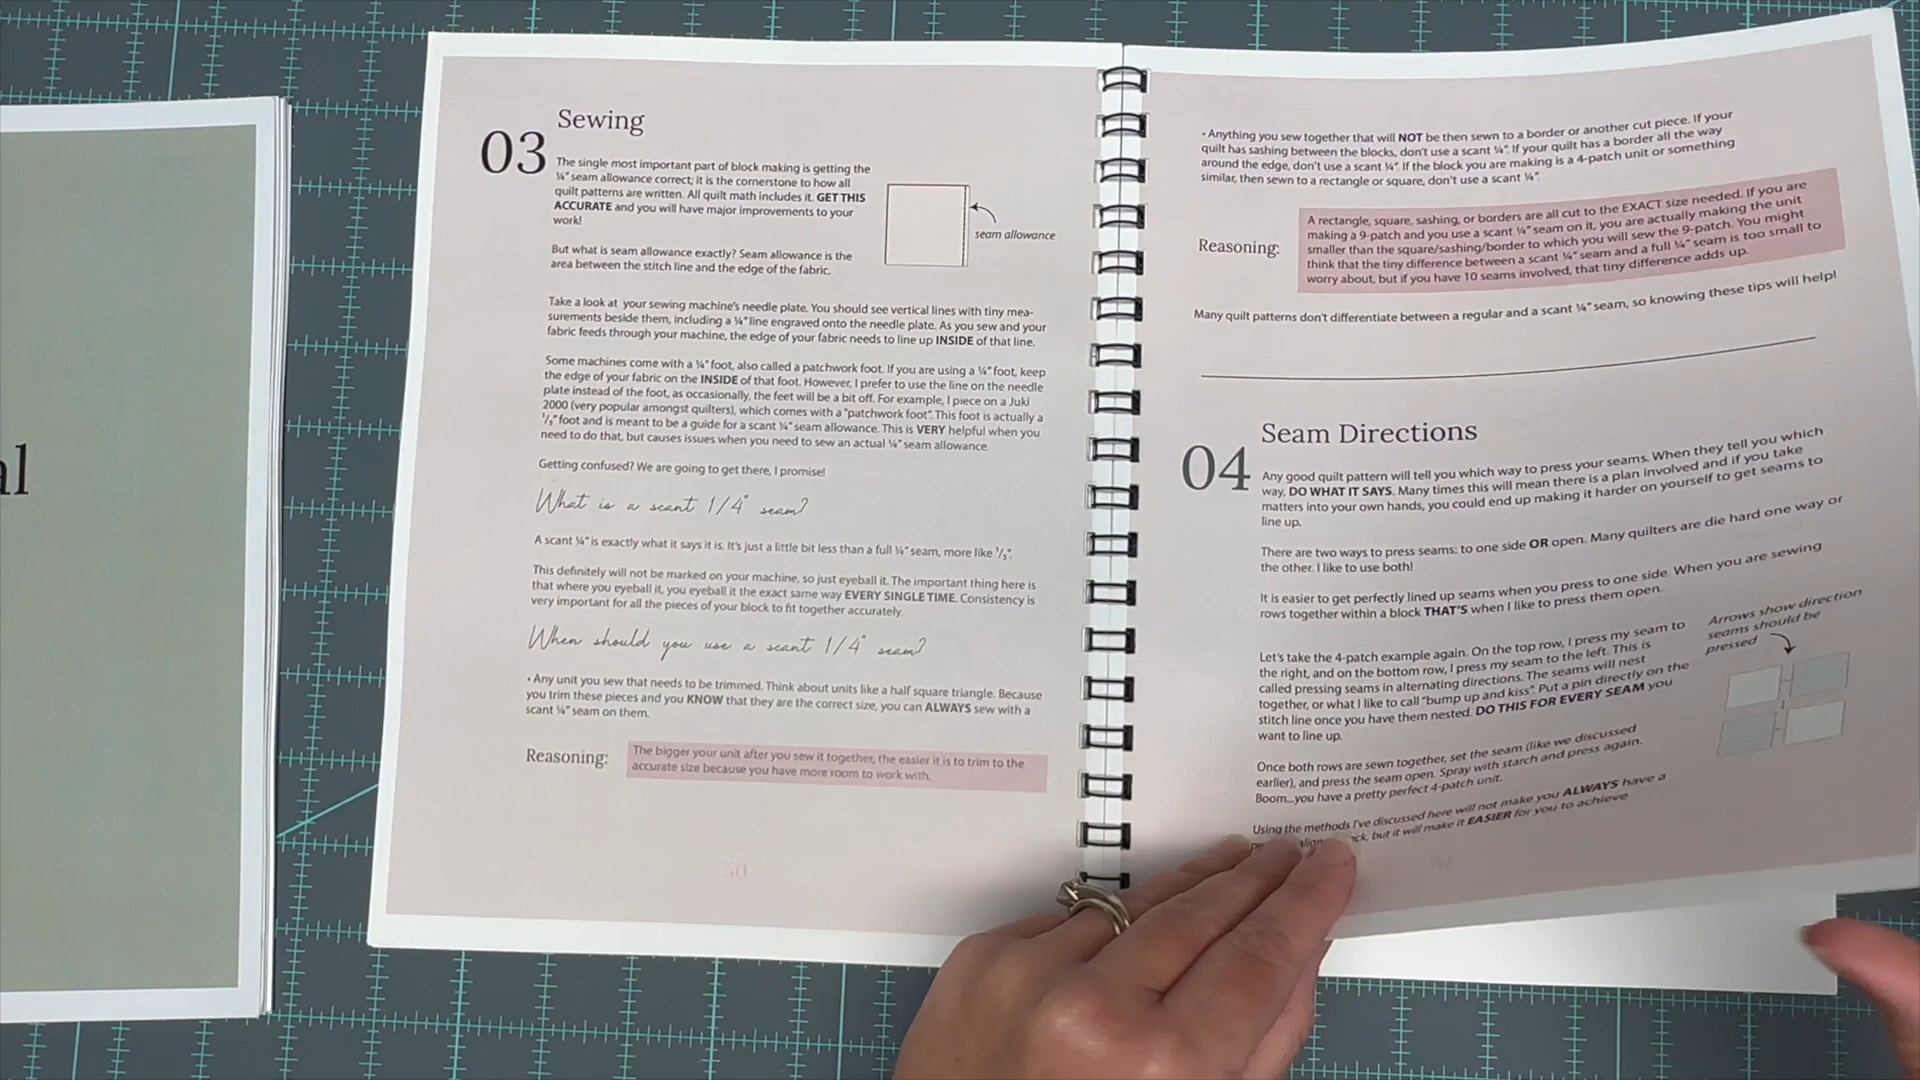 al
03
Sewing
The single most important part of block making is getting the
¼" seam allowance correct; it is the cornerstone to how all
quilt patterns are written. All quilt math includes it. GET THIS
ACCURATE and you will have major improvements to your
work!
seam allowance
But what is seam allowance exactly? Seam allowance is the
area between the stitch line and the edge of the fabric.
Take a look at your sewing machine's needle plate. You should see vertical lines with tiny mea-
surements beside them, including a ¼" line engraved onto the needle plate. As you sew and your
fabric feeds through your machine, the edge of your fabric needs to line up INSIDE of that line.
Some machines come with a ¼" foot, also called a patchwork foot. If you are using a ¼" foot, keep
the edge of your fabric on the INSIDE of that foot. However, I prefer to use the line on the needle
plate instead of the foot, as occasionally, the feet will be a bit off. For example, I piece on a Juki
2000 (very popular amongst quilters), which comes with a "patchwork foot". This foot is actually a
¹/₅" foot and is meant to be a guide for a scant ¼" seam allowance. This is VERY helpful when you
need to do that, but causes issues when you need to sew an actual ¼" seam allowance.
Getting confused? We are going to get there, I promise!
What is a scant 1/4" seam?
A scant ¼" is exactly what it says it is. It's just a little bit less than a full ¼" seam, more like ¹/₅".
This definitely will not be marked on your machine, so just eyeball it. The important thing here is
that where you eyeball it, you eyeball it the exact same way EVERY SINGLE TIME. Consistency is
very important for all the pieces of your block to fit together accurately.
When should you use a scant 1/4" seam?
• Any unit you sew that needs to be trimmed. Think about units like a half square triangle. Because
you trim these pieces and you KNOW that they are the correct size, you can ALWAYS sew with a
scant ¼" seam on them.
Reasoning:
The bigger your unit after you sew it together, the easier it is to trim to the
accurate size because you have more room to work with.
50
• Anything you sew together that will NOT be then sewn to a border or another cut piece. If your
quilt has sashing between the blocks, don't use a scant ¼". If your quilt has a border all the way
around the edge, don't use a scant ¼". If the block you are making is a 4-patch unit or something
similar, then sewn to a rectangle or square, don't use a scant ¼".
Reasoning:
A rectangle, square, sashing, or borders are all cut to the EXACT size needed. If you are
making a 9-patch and you use a scant ¼" seam on it, you are actually making the unit
smaller than the square/sashing/border to which you will sew the 9-patch. You might
think that the tiny difference between a scant ¼" seam and a full ¼" seam is too small to
worry about, but if you have 10 seams involved, that tiny difference adds up.
Many quilt patterns don't differentiate between a regular and a scant ¼" seam, so knowing these tips will help!
04
Seam Directions
Any good quilt pattern will tell you which way to press your seams. When they tell you which
way, DO WHAT IT SAYS. Many times this will mean there is a plan involved and if you take
matters into your own hands, you could end up making it harder on yourself to get seams to
line up.
There are two ways to press seams: to one side OR open. Many quilters are die hard one way or
the other. I like to use both!
It is easier to get perfectly lined up seams when you press to one side. When you are sewing
rows together within a block THAT'S when I like to press them open.
Let's take the 4-patch example again. On the top row, I press my seam to
the right, and on the bottom row, I press my seam to the left. This is
called pressing seams in alternating directions. The seams will nest
together, or what I like to call "bump up and kiss". Put a pin directly on the
stitch line once you have them nested. DO THIS FOR EVERY SEAM you
want to line up.
Arrows show direction
seams should be
pressed
Once both rows are sewn together, set the seam (like we discussed
earlier), and press the seam open. Spray with starch and press again.
Boom...you have a pretty perfect 4-patch unit.
Using the methods I've discussed here will not make you ALWAYS have a
but it will make it EASIER for you to achieve